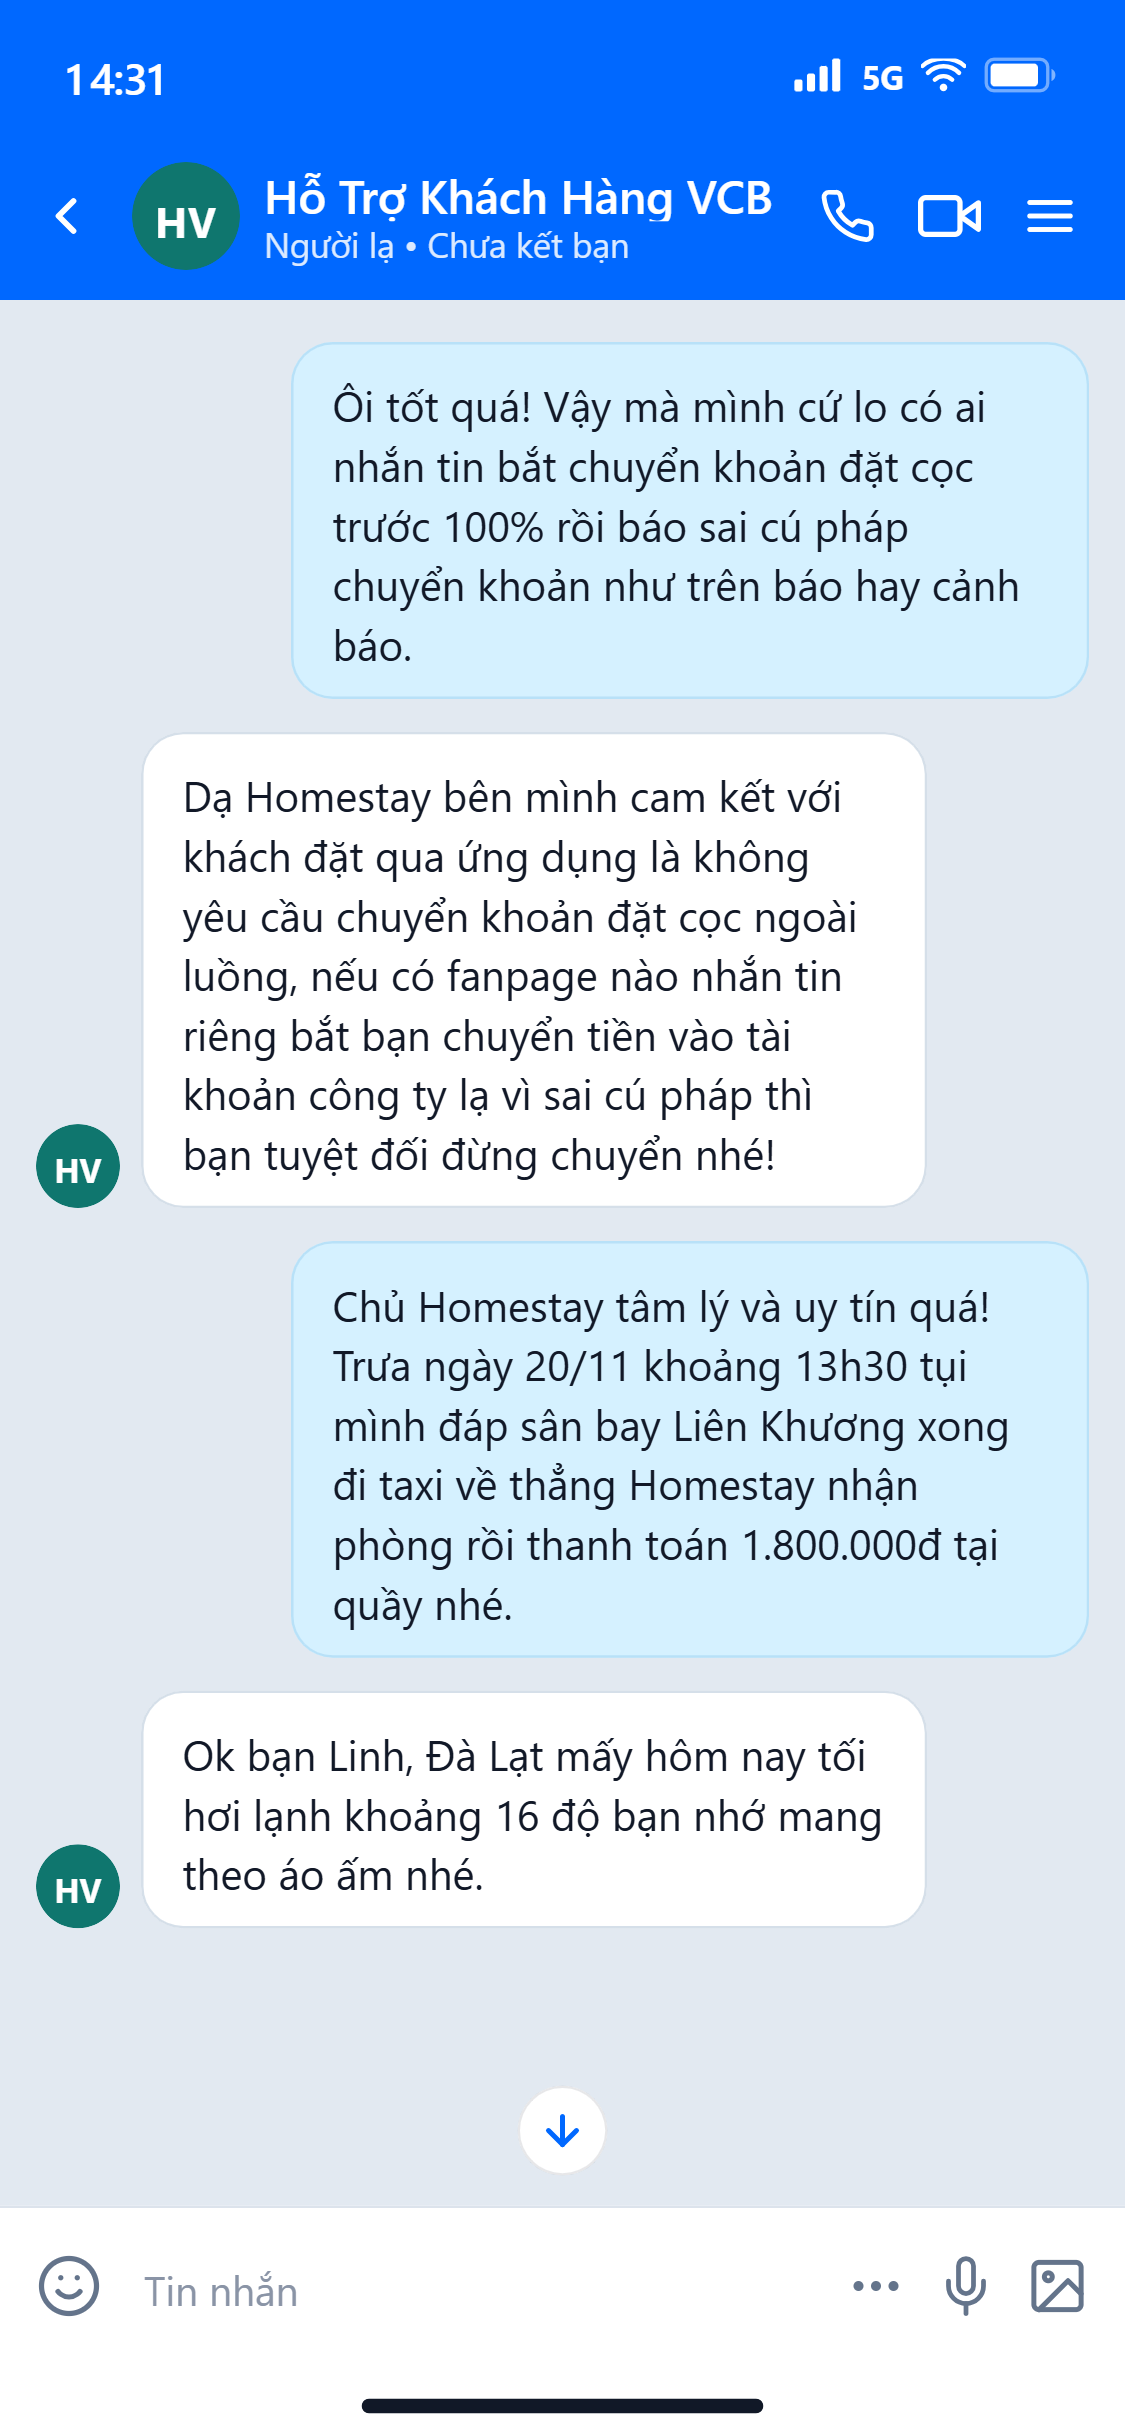 14:31
5G
HV
Hỗ Trợ Khách Hàng VCB
Người lạ • Chưa kết bạn
Ôi tốt quá! Vậy mà mình cứ lo có ai
nhắn tin bắt chuyển khoản đặt cọc
trước 100% rồi báo sai cú pháp
chuyển khoản như trên báo hay cảnh
báo.
Dạ Homestay bên mình cam kết với
khách đặt qua ứng dụng là không
yêu cầu chuyển khoản đặt cọc ngoài
luồng, nếu có fanpage nào nhắn tin
riêng bắt bạn chuyển tiền vào tài
khoản công ty lạ vì sai cú pháp thì
bạn tuyệt đối đừng chuyển nhé!
HV
Chủ Homestay tâm lý và uy tín quá!
Trưa ngày 20/11 khoảng 13h30 tụi
mình đáp sân bay Liên Khương xong
đi taxi về thẳng Homestay nhận
phòng rồi thanh toán 1.800.000đ tại
quầy nhé.
Ok bạn Linh, Đà Lạt mấy hôm nay tối
hơi lạnh khoảng 16 độ bạn nhớ mang
theo áo ấm nhé.
HV
Tin nhắn